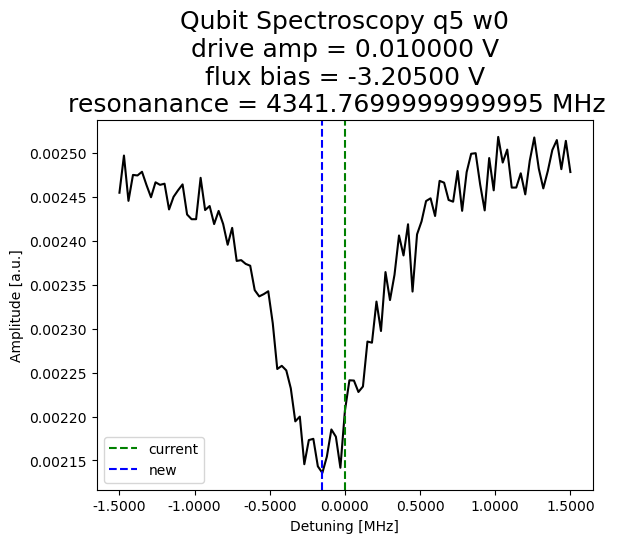 Qubit Spectroscopy q5 w0
drive amp = 0.010000 V
flux bias = -3.20500 V
resonanance = 4341.7699999999995 MHz
0.00250
0.00245
0.00240
0.00235
0.00230
0.00225
0.00220
0.00215
Amplitude [a.u.]
current
new
-1.5000 -1.0000 -0.5000 0.0000 0.5000 1.0000 1.5000
Detuning [MHz]